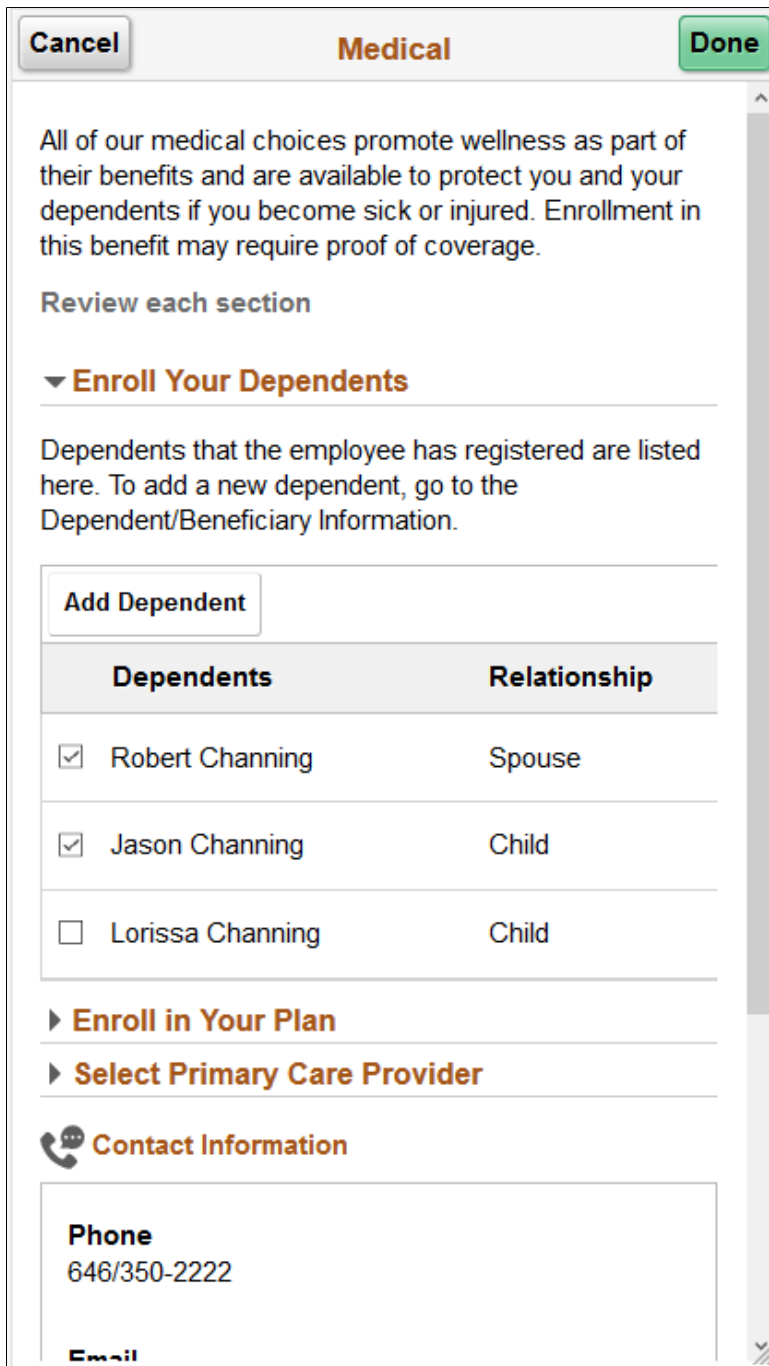 Cancel
Medical
Done
All of our medical choices promote wellness as part of
their benefits and are available to protect you and your
dependents if you become sick or injured. Enrollment in
this benefit may require proof of coverage.
Review each section
Enroll Your Dependents
Dependents that the employee has registered are listed
here. To add a new dependent, go to the
Dependent/Beneficiary Information.
Add Dependent
Dependents Relationship
Robert Channing Spouse
Jason Channing Child
Lorissa Channing Child
Enroll in Your Plan
Select Primary Care Provider
Contact Information
Phone
646/350-2222
Email